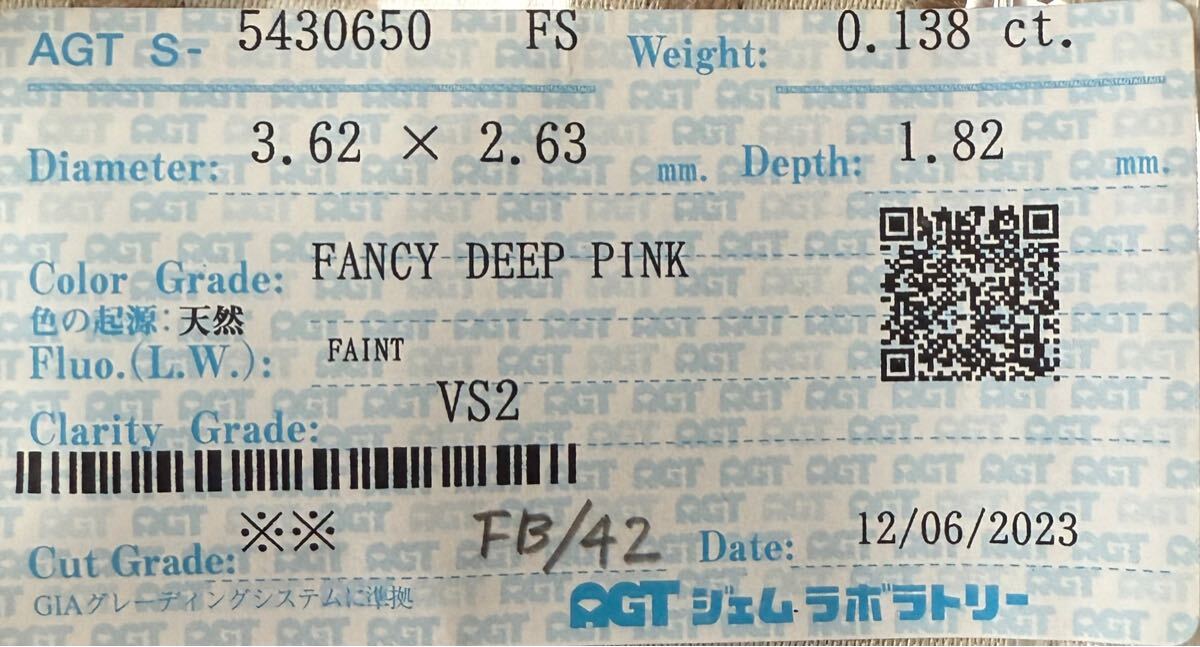 AGT S- 5430650 FS Weight: 0.138 ct.
Diameter: 3.62 × 2.63 mm. Depth: 1.82 mm.
Color Grade: FANCY DEEP PINK
色の起源: 天然
Fluo.(L.W.): FAINT
Clarity Grade: VS2
Cut Grade: ※※ FB/42 Date: 12/06/2023
GIAグレーディングシステムに準拠
AGT ジェム・ラボラトリー